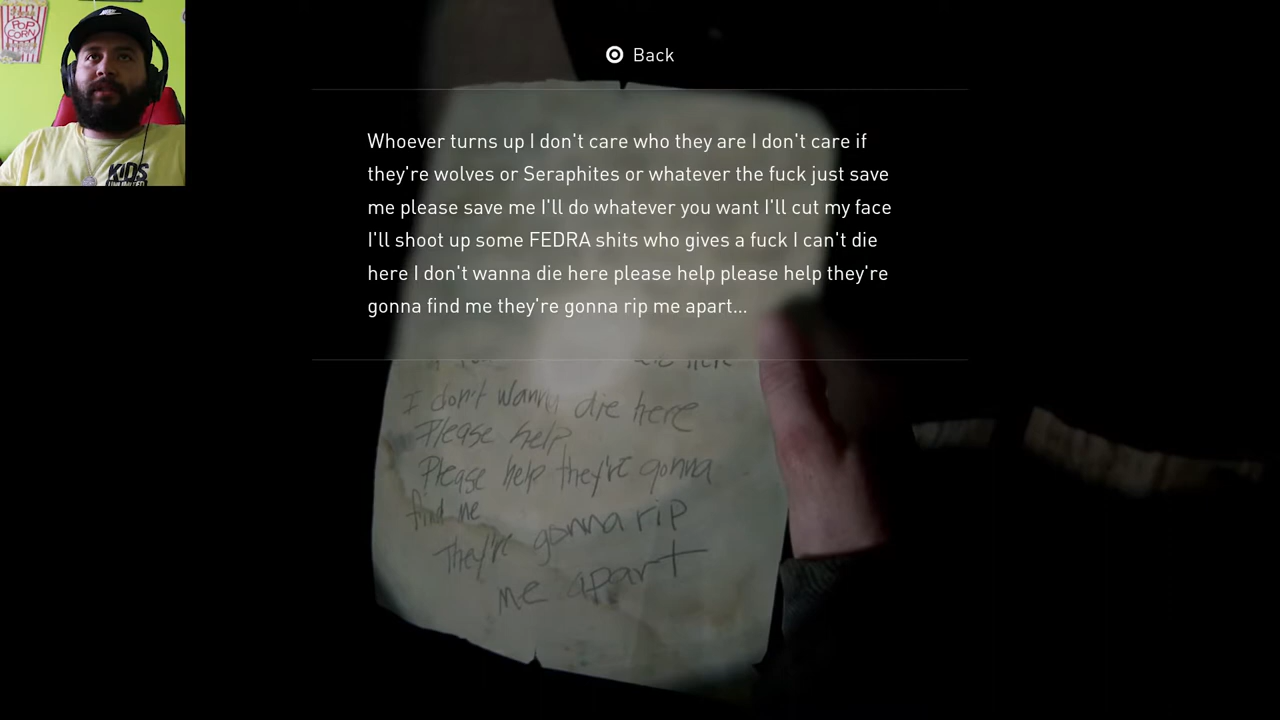 POP
CORN
KIDS
UNLIMITED
Back
Whoever turns up I don't care who they are I don't care if
they're wolves or Seraphites or whatever the fuck just save
me please save me I'll do whatever you want I'll cut my face
I'll shoot up some FEDRA shits who gives a fuck I can't die
here I don't wanna die here please help please help they're
gonna find me they're gonna rip me apart...
I don't wanna die here
Please help
Please help they're gonna
find me
They're gonna rip
me apart